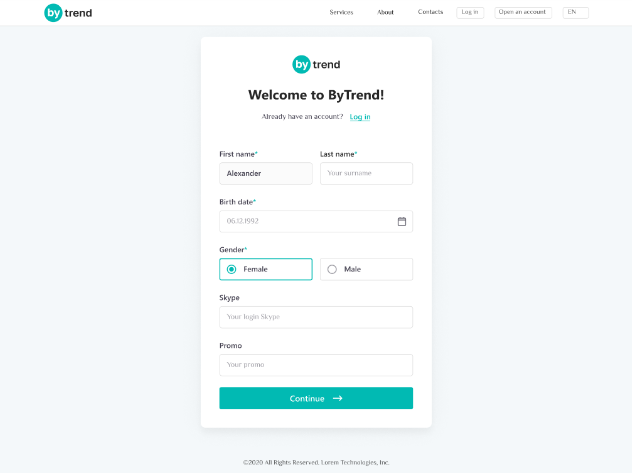 by trend
Services About Contacts Log in Open an account EN
by trend
Welcome to ByTrend!
Already have an account? Log in
First name* Last name*
Alexander Your surname
Birth date*
06.12.1992
Gender*
Female Male
Skype
Your login Skype
Promo
Your promo
Continue →
©2020 All Rights Reserved. Lorem Technologies, Inc.